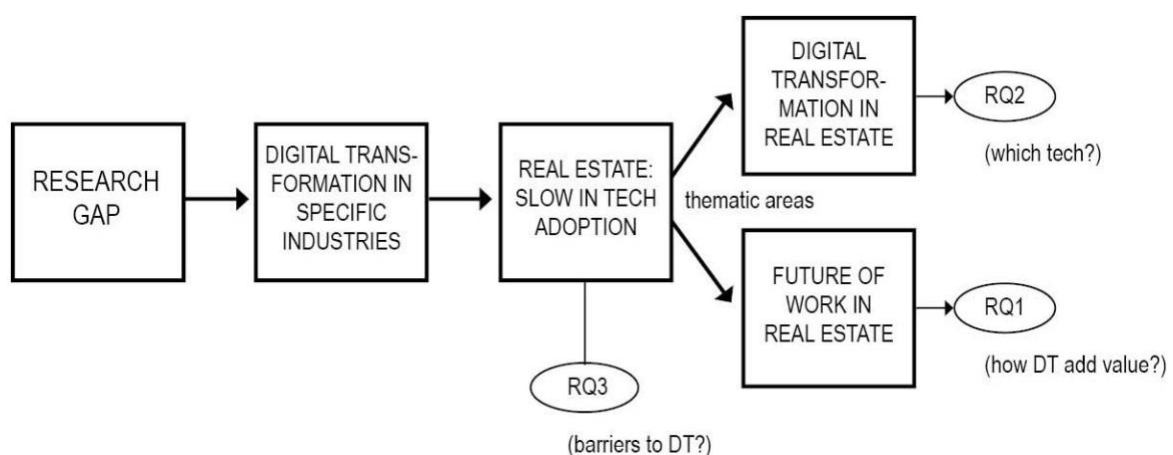 RESEARCH
GAP
DIGITAL TRANS-
FORMATION IN
SPECIFIC
INDUSTRIES
REAL ESTATE:
SLOW IN TECH
ADOPTION
RQ3
(barriers to DT?)
thematic areas
DIGITAL
TRANSFOR-
MATION IN
REAL ESTATE
RQ2
(which tech?)
FUTURE OF
WORK IN
REAL ESTATE
RQ1
(how DT add value?)